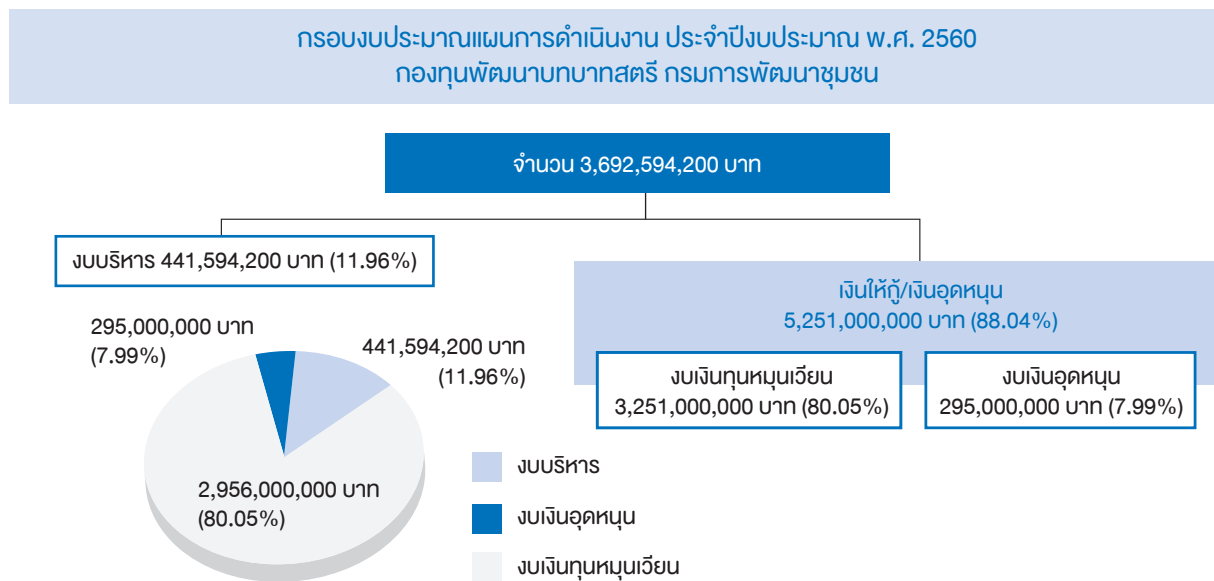 กรอบงบประมาณแผนการดำเนินงาน ประจำปีงบประมาณ พ.ศ. 2560
กองทุนพัฒนาบทบาทสตรี กรมการพัฒนาชุมชน
จำนวน 3,692,594,200 บาท
งบบริหาร 441,594,200 บาท (11.96%)
เงินให้กู้/เงินอุดหนุน
5,251,000,000 บาท (88.04%)
งบเงินทุนหมุนเวียน
3,251,000,000 บาท (80.05%)
งบเงินอุดหนุน
295,000,000 บาท (7.99%)
295,000,000 บาท
(7.99%)
441,594,200 บาท
(11.96%)
2,956,000,000 บาท
(80.05%)
งบบริหาร
งบเงินอุดหนุน
งบเงินทุนหมุนเวียน